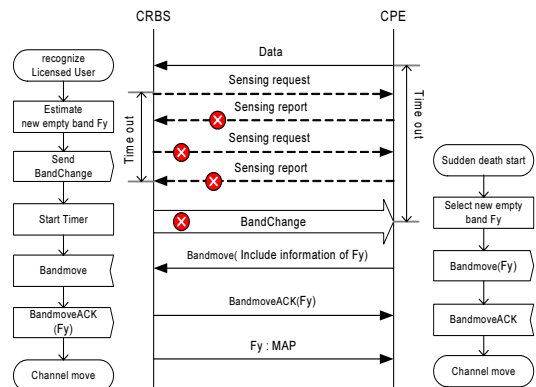 CRBS
CPE
recognize
Licensed User
Estimate
new empty band Fy
Send
BandChange
Start Timer
Bandmove
BandmoveACK
(Fy)
Channel move
Time out
Data
Sensing request
Sensing report
Sensing request
Sensing report
BandChange
Bandmove( Include information of Fy)
BandmoveACK(Fy)
Fy : MAP
Time out
Sudden death start
Select new empty
band Fy
Bandmove(Fy)
BandmoveACK
Channel move